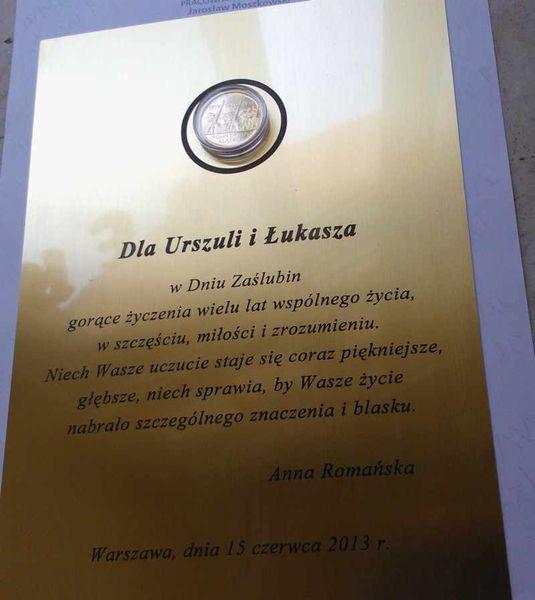 Jarosław Moszkowski
Dla Urszuli i Łukasza
w Dniu Zaślubin
gorące życzenia wielu lat wspólnego życia,
w szczęściu, miłości i zrozumieniu.
Niech Wasze uczucie staje się coraz piękniejsze,
głębsze, niech sprawia, by Wasze życie
nabrało szczególnego znaczenia i blasku.
Anna Romańska
Warszawa, dnia 15 czerwca 2013 r.